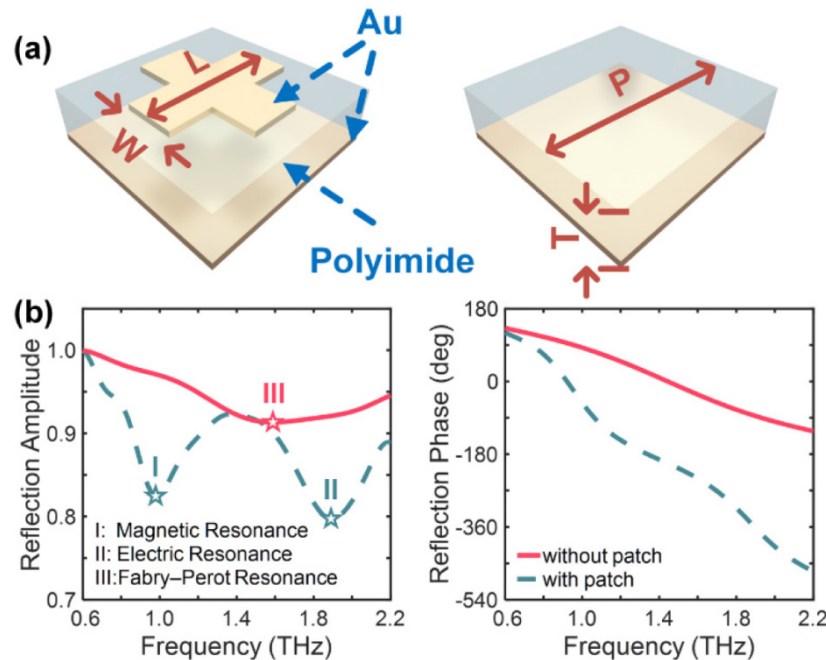 (a)
Au
L
W
P
T
Polyimide
(b)
Reflection Amplitude
1.0
0.9
0.8
0.7
I
II
III
I: Magnetic Resonance
II: Electric Resonance
III:Fabry–Perot Resonance
0.6 1.0 1.4 1.8 2.2
Frequency (THz)
Reflection Phase (deg)
180
0
-180
-360
-540
without patch
with patch
0.6 1.0 1.4 1.8 2.2
Frequency (THz)